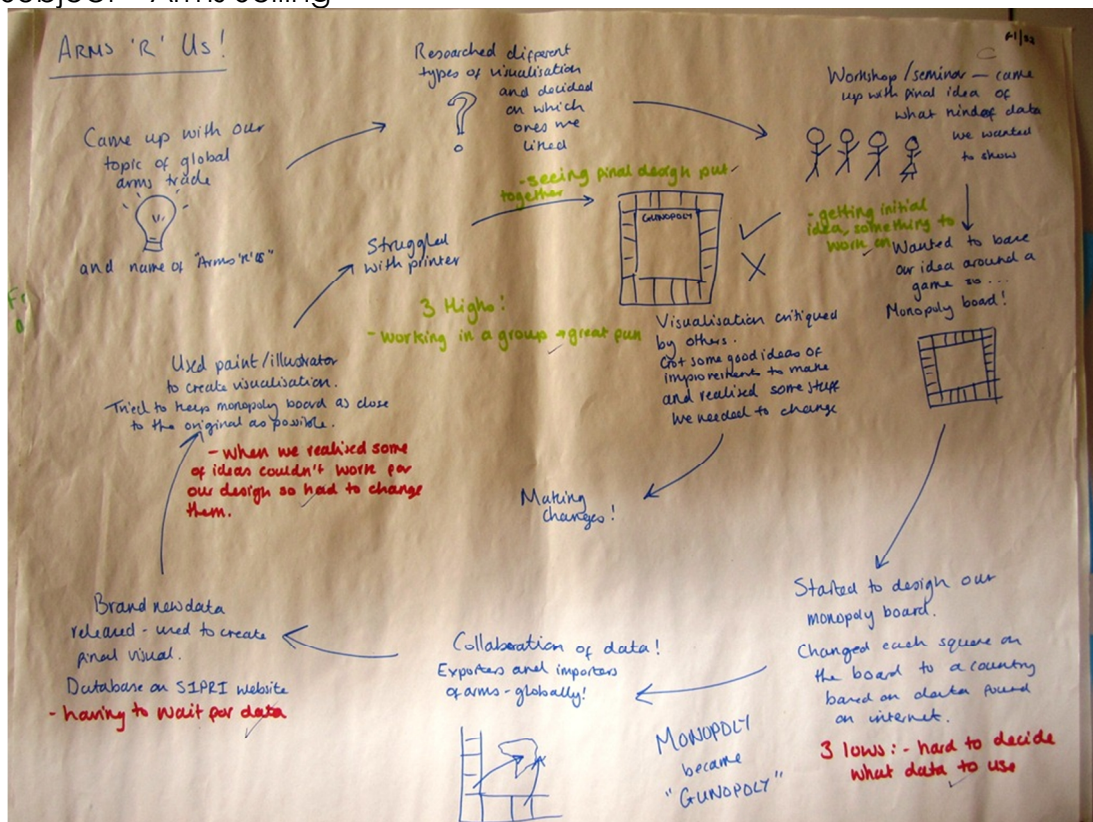 ARMS 'R' Us!
Came up with our
topic of global
arms trade
and name of "Arms 'R' US"
Researched different
types of visualisation
and decided
on which
ones we
liked
?
Workshop/seminar – came
up with final idea of
what kind of data
we wanted
to show
- getting initial
idea, something to
work on
Wanted to base
our idea around a
game so...
Monopoly board!
Started to design our
monopoly board.
Changed each square on
the board to a country
based on data found
on internet.
3 lows: - hard to decide
what data to use
MONOPOLY
became
"GUNOPOLY"
Collaboration of data!
Exporters and importers
of arms - globally!
Brand new data
released - used to create
final visual.
Database on SIPRI website
- having to wait for data
Used paint/illustrator
to create visualisation.
Tried to keep monopoly board as close
to the original as possible.
- when we realised some
of ideas couldn't work for
our design so had to change
them.
Struggled
with printer
3 Highs!
- working in a group → great fun
- seeing final design put
together
GUNOPOLY
Visualisation critiqued
by others.
Got some good ideas of
improvements to make
and realised some stuff
we needed to change
Making
changes!